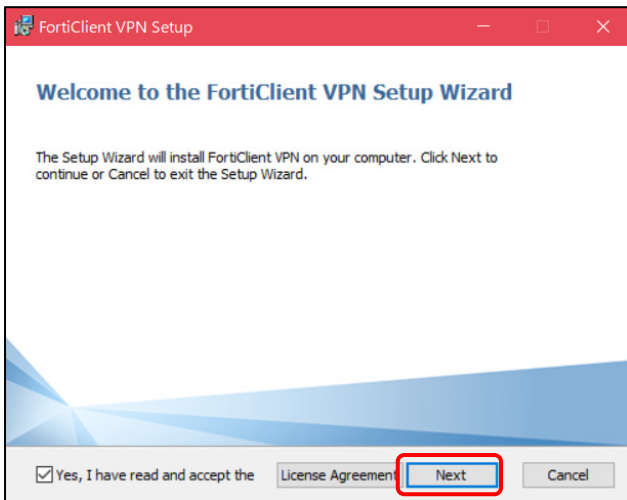 FortiClient VPN Setup
Welcome to the FortiClient VPN Setup Wizard
The Setup Wizard will install FortiClient VPN on your computer. Click Next to
continue or Cancel to exit the Setup Wizard.
Yes, I have read and accept the License Agreement Next Cancel